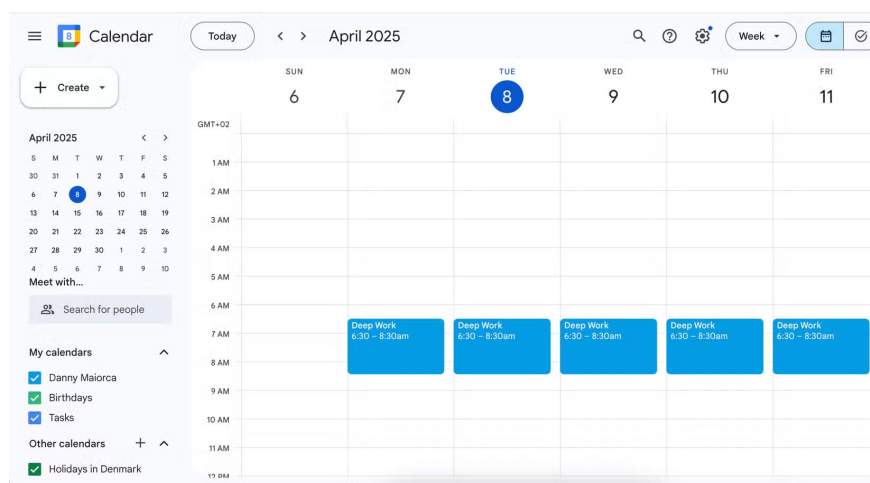 8 Calendar Today April 2025 Week
Create
April 2025
S M T W T F S
30 31 1 2 3 4 5
6 7 8 9 10 11 12
13 14 15 16 17 18 19
20 21 22 23 24 25 26
27 28 29 30 1 2 3
4 5 6 7 8 9 10
Meet with...
Search for people
My calendars
Danny Maiorca
Birthdays
Tasks
Other calendars
Holidays in Denmark
SUN MON TUE WED THU FRI
6 7 8 9 10 11
GMT+02
1 AM
2 AM
3 AM
4 AM
5 AM
6 AM
Deep Work Deep Work Deep Work Deep Work Deep Work
6:30 – 8:30am 6:30 – 8:30am 6:30 – 8:30am 6:30 – 8:30am 6:30 – 8:30am
7 AM
8 AM
9 AM
10 AM
11 AM
12 PM